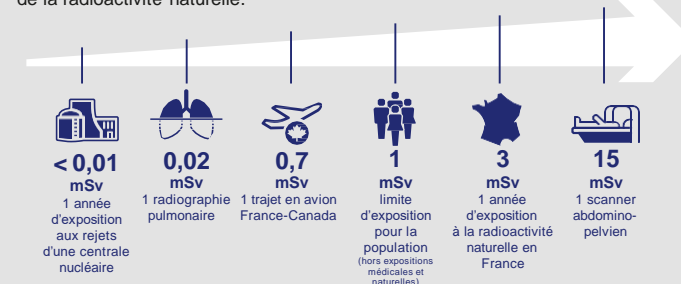 de la radioactivité naturelle.
< 0,01
mSv
1 année
d'exposition
aux rejets
d'une centrale
nucléaire
0,02
mSv
1 radiographie
pulmonaire
0,7
mSv
1 trajet en avion
France-Canada
1
mSv
limite
d'exposition
pour la
population
(hors expositions
médicales et
naturelles)
3
mSv
1 année
d'exposition
à la radioactivité
naturelle en
France
15
mSv
1 scanner
abdomino-
pelvien